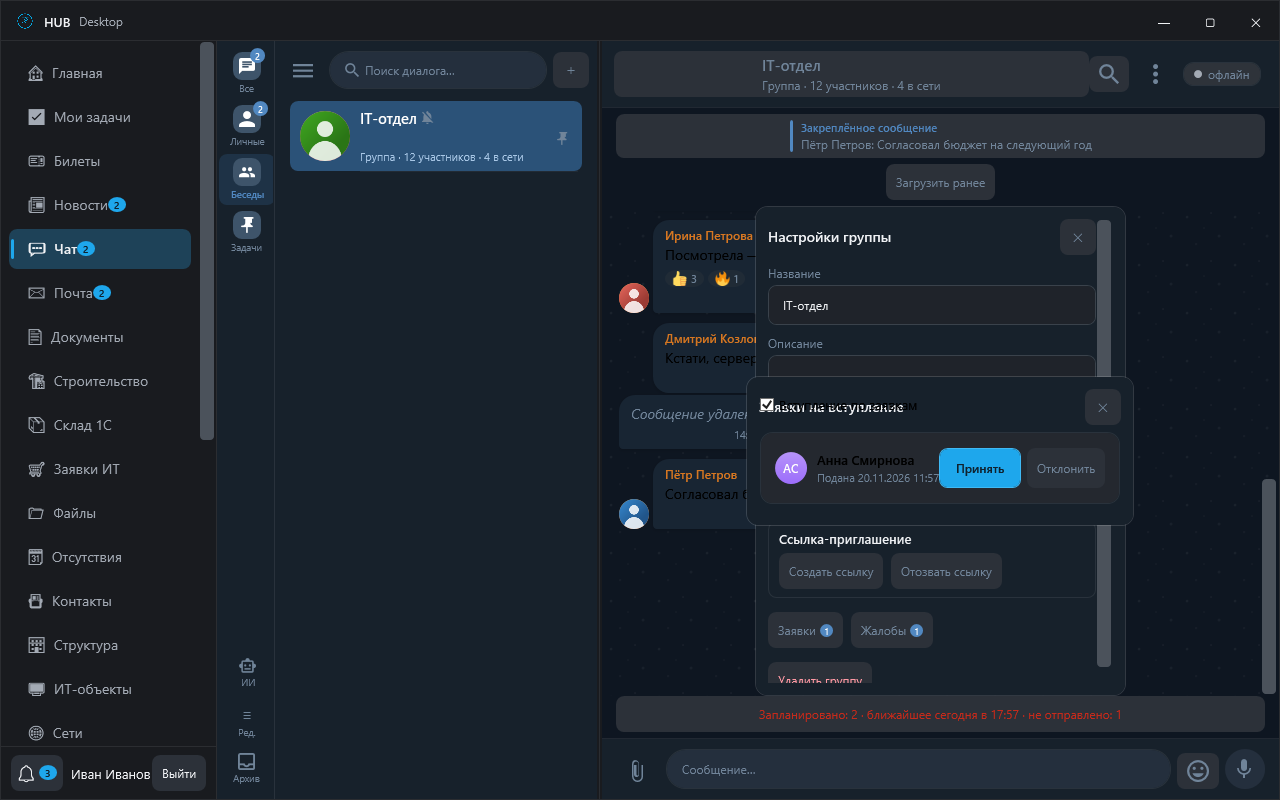 HUB Desktop
Главная
Мои задачи
Билеты
Новости 2
Чат 2
Почта 2
Документы
Строительство
Склад 1С
Заявки ИТ
Файлы
31 Отсутствия
Контакты
Структура
ИТ-объекты
Сети
3 Иван Иванов Выйти
2
Все
2
Личные
Беседы
Задачи
ИИ
Ред.
Архив
Поиск диалога...
+
IT-отдел
Группа · 12 участников · 4 в сети
IT-отдел
Группа · 12 участников · 4 в сети
офлайн
Закреплённое сообщение
Пётр Петров: Согласовал бюджет на следующий год
Загрузить ранее
Ирина Петрова
Посмотрела —
3 1
Дмитрий
Кстати, сервер
Сообщение
14:
Пётр Петров
Согласовал
Настройки группы
Название
IT-отдел
Описание
Заявки на вступление
АС
Анна Смирнова
Подана 20.11.2026 11:57
Принять
Отклонить
Ссылка-приглашение
Создать ссылку
Отозвать ссылку
Заявки 1
Жалобы 1
Удалить группу
Запланировано: 2 · ближайшее сегодня в 17:57 · не отправлено: 1
Сообщение...